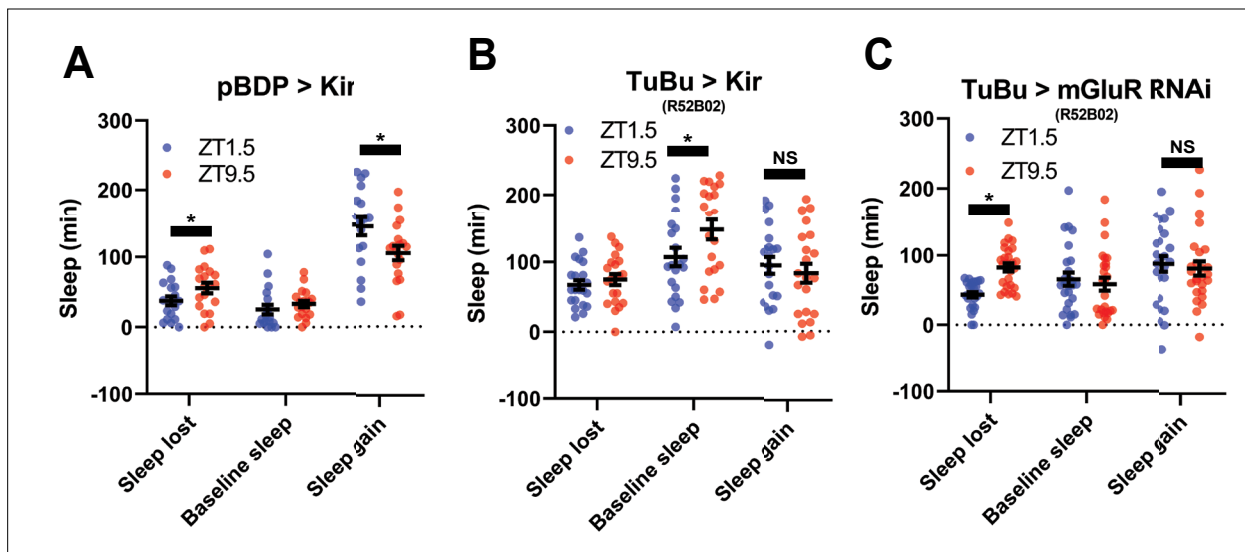 A
pBDP > Kir
Sleep (min)
300
200
100
0
-100
ZT1.5
ZT9.5
*
*
Sleep lost
Baseline sleep
Sleep gain
B
TuBu > Kir
(R52B02)
Sleep (min)
300
200
100
0
-100
ZT1.5
ZT9.5
*
NS
Sleep lost
Baseline sleep
Sleep gain
C
TuBu > mGluR RNAi
(R52B02)
Sleep (min)
300
200
100
0
-100
ZT1.5
ZT9.5
*
NS
Sleep lost
Baseline sleep
Sleep gain